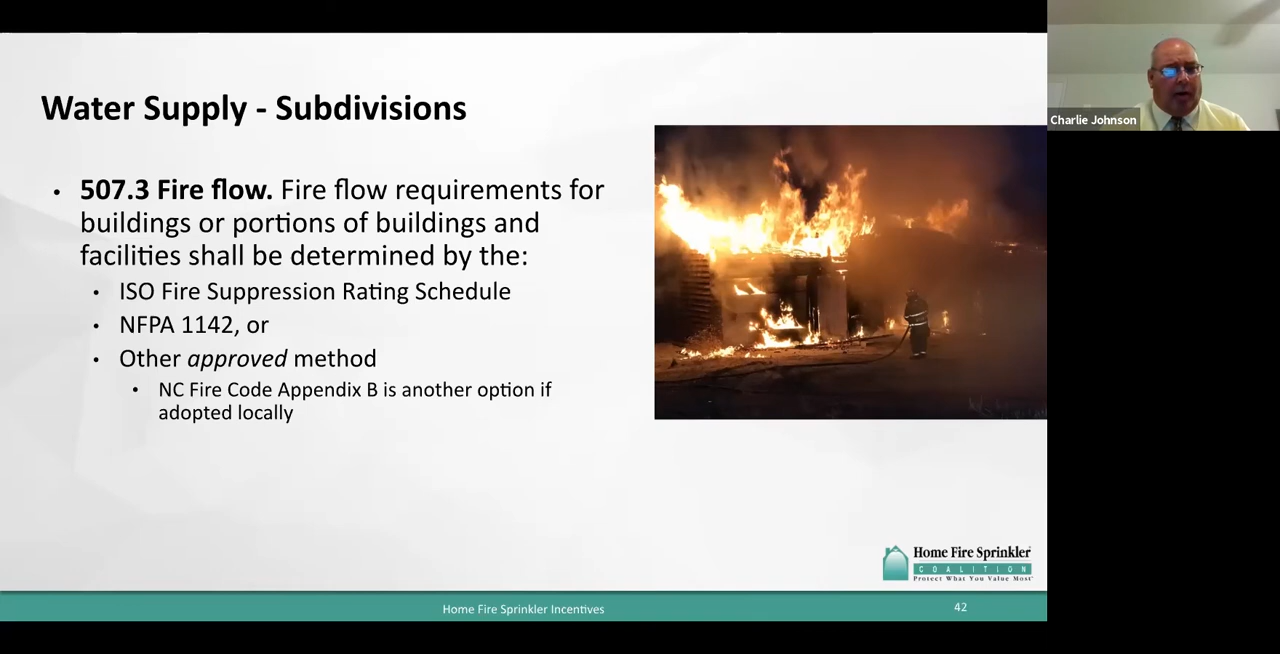 Water Supply - Subdivisions
• 507.3 Fire flow. Fire flow requirements for
buildings or portions of buildings and
facilities shall be determined by the:
• ISO Fire Suppression Rating Schedule
• NFPA 1142, or
• Other approved method
• NC Fire Code Appendix B is another option if
adopted locally
Charlie Johnson
Home Fire Sprinkler
COALITION
Protect What You Value Most
Home Fire Sprinkler Incentives
42